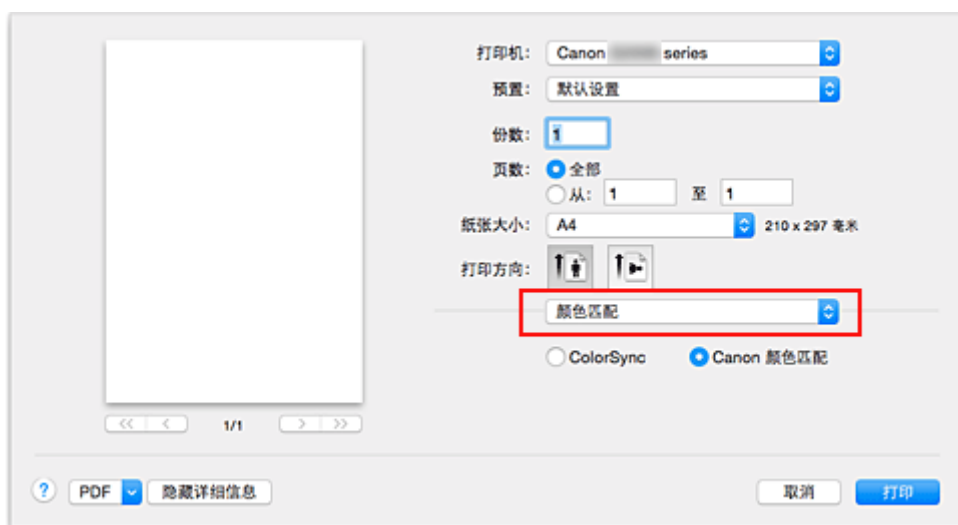 打印机: Canon series
预置: 默认设置
份数: 1
页数: 全部
从: 1 至 1
纸张大小: A4 210 x 297 毫米
打印方向:
颜色匹配
ColorSync Canon 颜色匹配
1/1
? PDF 隐藏详细信息 取消 打印